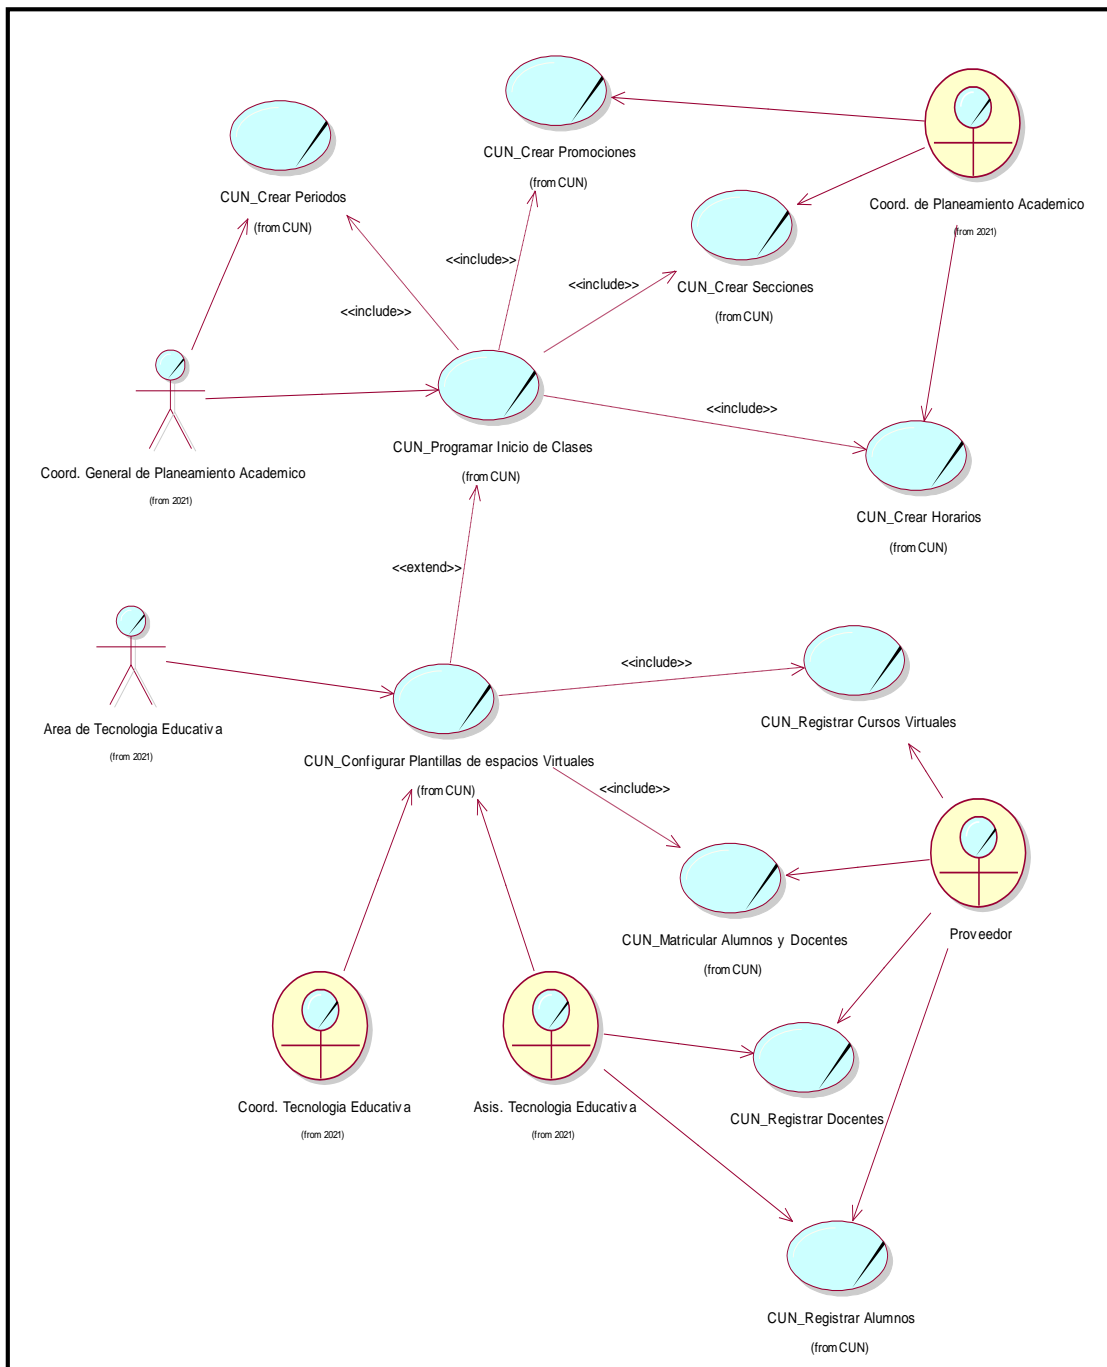 CUN_Crear Promociones
(from CUN)
CUN_Crear Periodos
(from CUN)
Coord. de Planeamiento Academico
(from 2021)
<<include>>
<<include>>
CUN_Crear Secciones
(from CUN)
<<include>>
<<include>>
CUN_Programar Inicio de Clases
(from CUN)
Coord. General de Planeamiento Academico
(from 2021)
CUN_Crear Horarios
(from CUN)
<<extend>>
<<include>>
Area de Tecnologia Educativa
(from 2021)
CUN_Registrar Cursos Virtuales
CUN_Configurar Plantillas de espacios Virtuales
(from CUN)
<<include>>
CUN_Matricular Alumnos y Docentes
(from CUN)
Proveedor
Coord. Tecnologia Educativa
(from 2021)
Asis. Tecnologia Educativa
(from 2021)
CUN_Registrar Docentes
CUN_Registrar Alumnos
(from CUN)